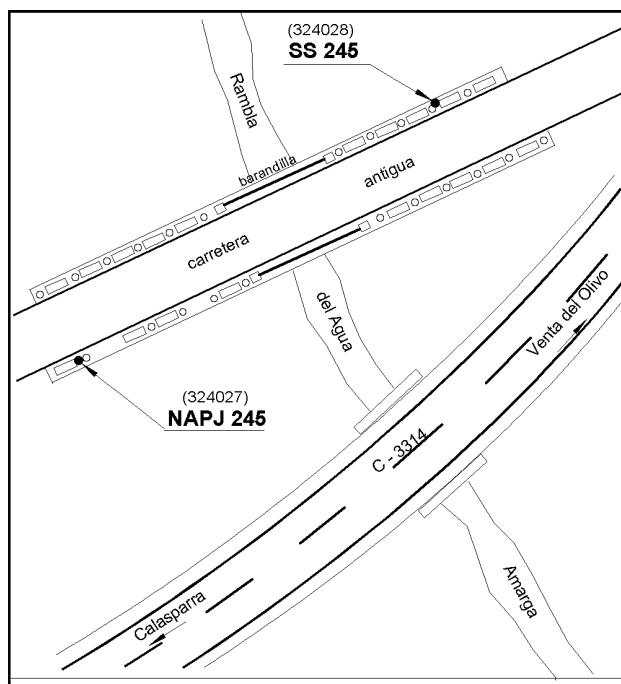 (324028)
SS 245
Rambla
barandilla
antigua
carretera
del Agua
Venta del Olivo
(324027)
NAPJ 245
C - 3314
Calasparra
Amarga